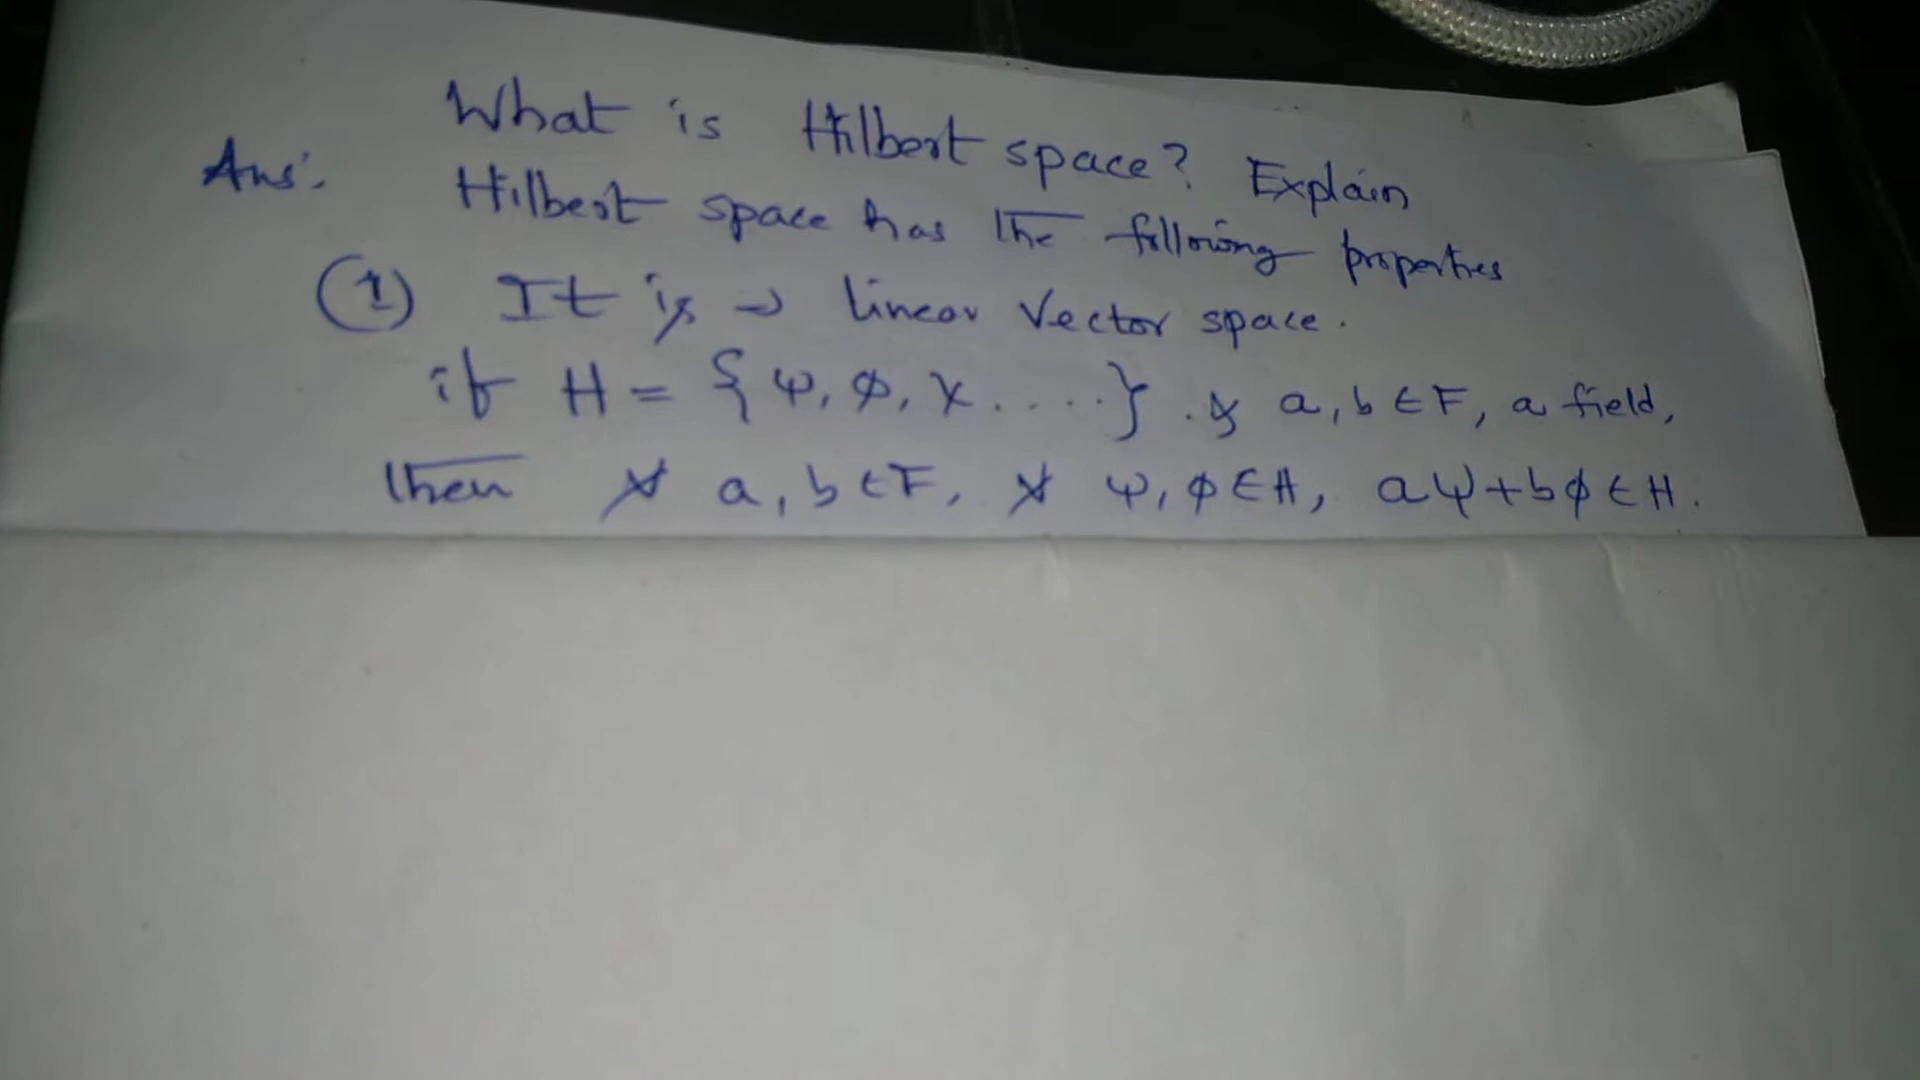 What is Hilbert space? Explain
Ans: Hilbert space has the following properties
(1) It is a linear vector space.
if H = {ψ, φ, χ .....} & a, b ∈ F, a field,
then ∀ a, b ∈ F, ∀ ψ, φ ∈ H, aψ + bφ ∈ H.